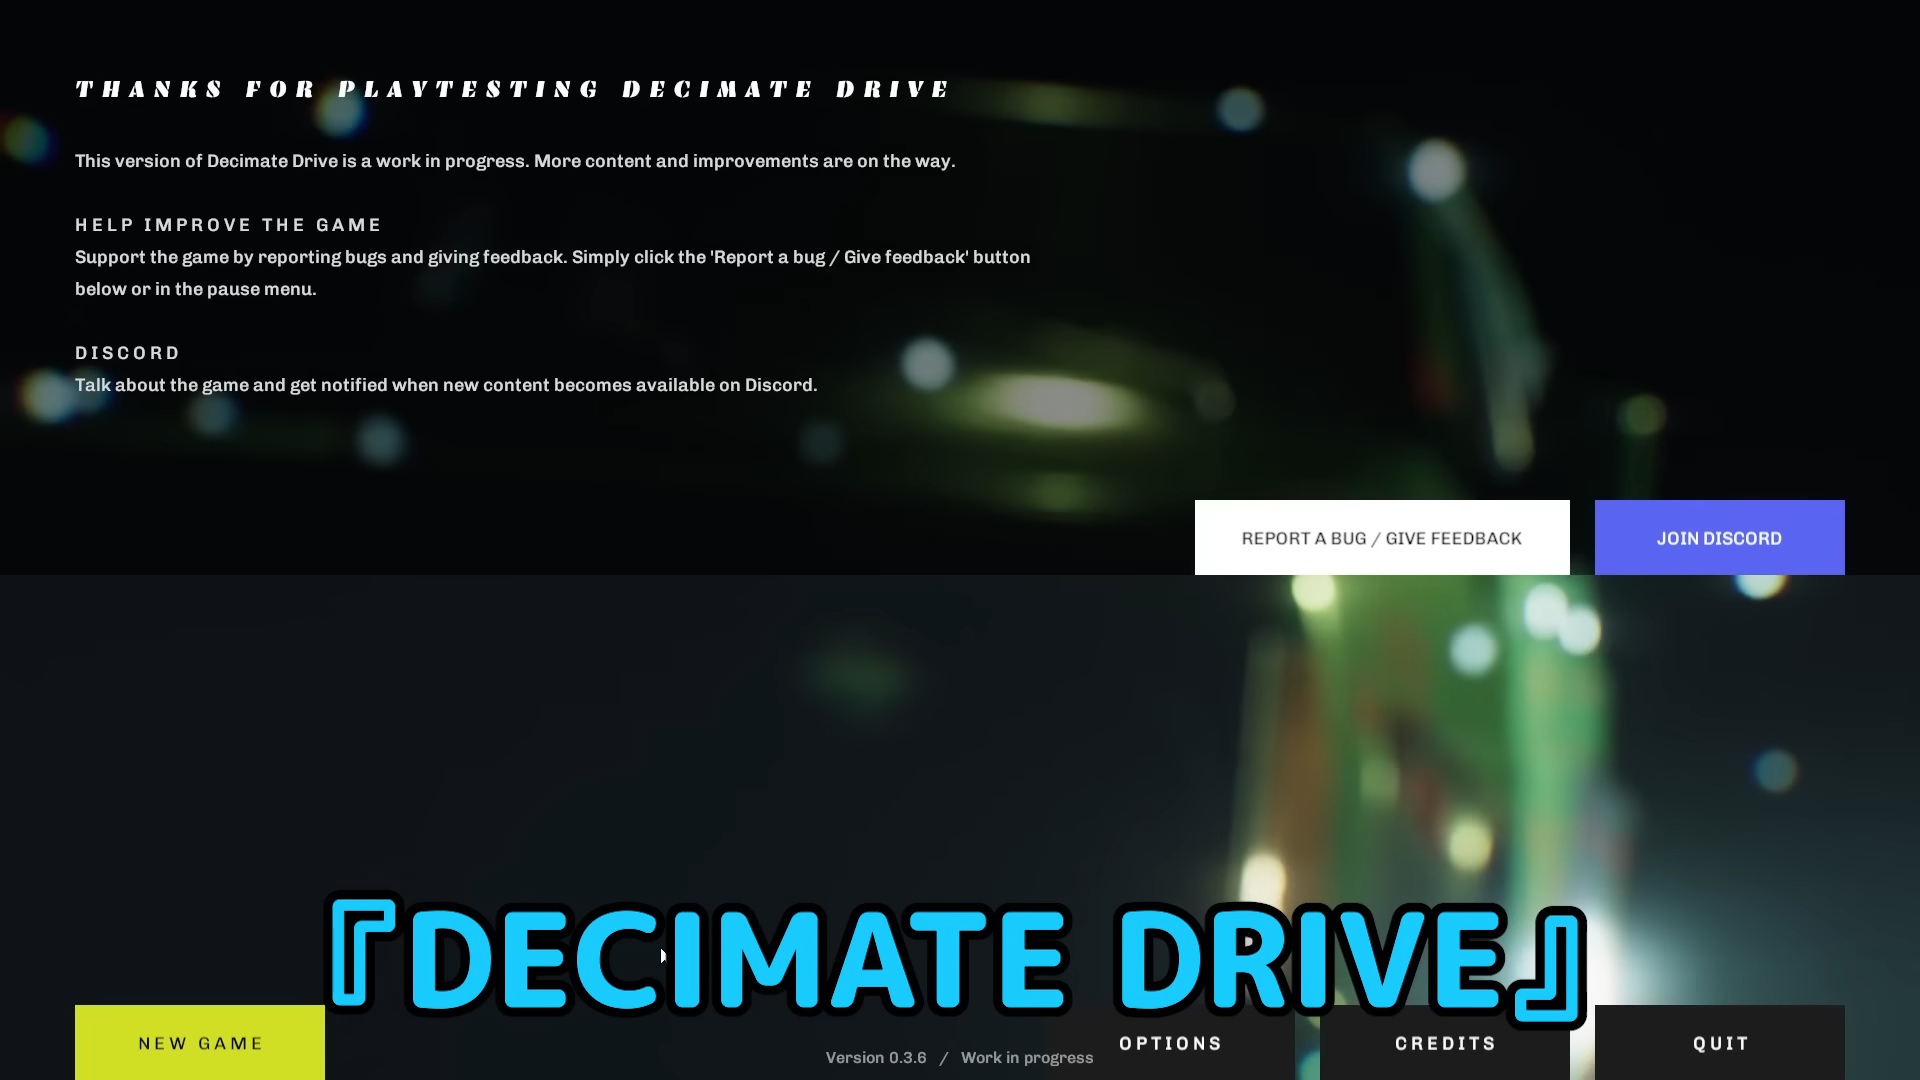 THANKS FOR PLAYTESTING DECIMATE DRIVE
This version of Decimate Drive is a work in progress. More content and improvements are on the way.
HELP IMPROVE THE GAME
Support the game by reporting bugs and giving feedback. Simply click the 'Report a bug / Give feedback' button
below or in the pause menu.
DISCORD
Talk about the game and get notified when new content becomes available on Discord.
REPORT A BUG / GIVE FEEDBACK
JOIN DISCORD
『DECIMATE DRIVE』
NEW GAME
Version 0.3.6 / Work in progress
OPTIONS
CREDITS
QUIT